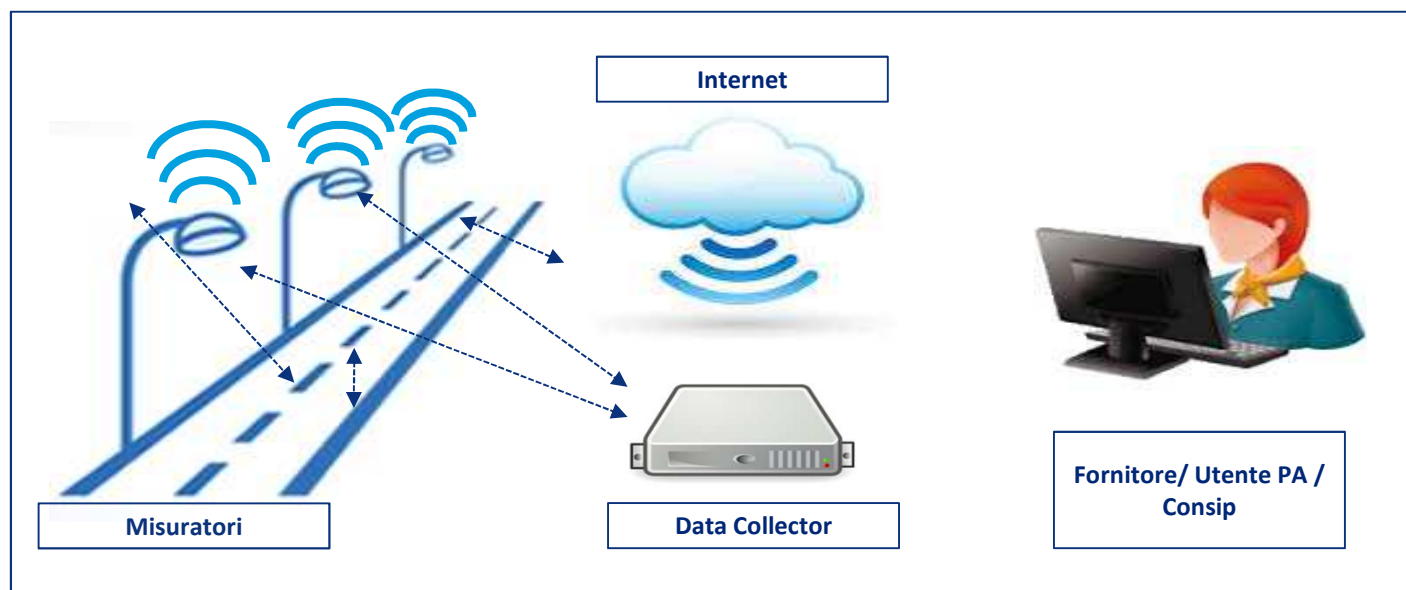 Internet
Misuratori
Data Collector
Fornitore/ Utente PA /
Consip